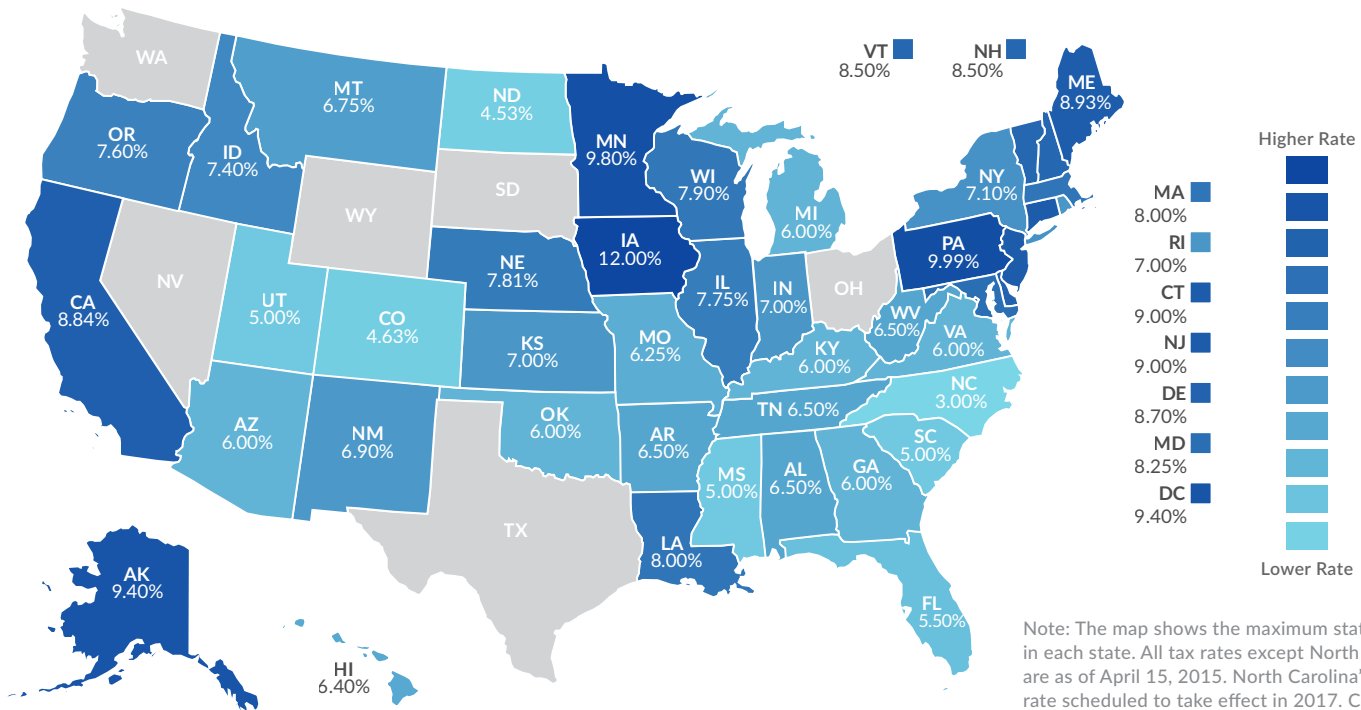 WA
MT
6.75%
ND
4.53%
MN
9.80%
VT
8.50%
NH
8.50%
ME
8.93%
OR
7.60%
ID
7.40%
SD
WI
7.90%
NY
7.10%
WY
MI
6.00%
Higher Rate
MA
8.00%
RI
7.00%
CT
9.00%
NJ
9.00%
DE
8.70%
MD
8.25%
DC
9.40%
Lower Rate
CA
8.84%
NV
UT
5.00%
CO
4.63%
NE
7.81%
IA
12.00%
IL
7.75%
IN
7.00%
OH
PA
9.99%
KS
7.00%
MO
6.25%
KY
6.00%
WV
6.50%
VA
6.00%
AZ
6.00%
NM
6.90%
OK
6.00%
AR
6.50%
TN 6.50%
NC
3.00%
SC
5.00%
MS
5.00%
AL
6.50%
GA
6.00%
TX
LA
8.00%
FL
5.50%
AK
9.40%
HI
6.40%
Note: The map shows the maximum stat
in each state. All tax rates except North
are as of April 15, 2015. North Carolina'
rate scheduled to take effect in 2017. C